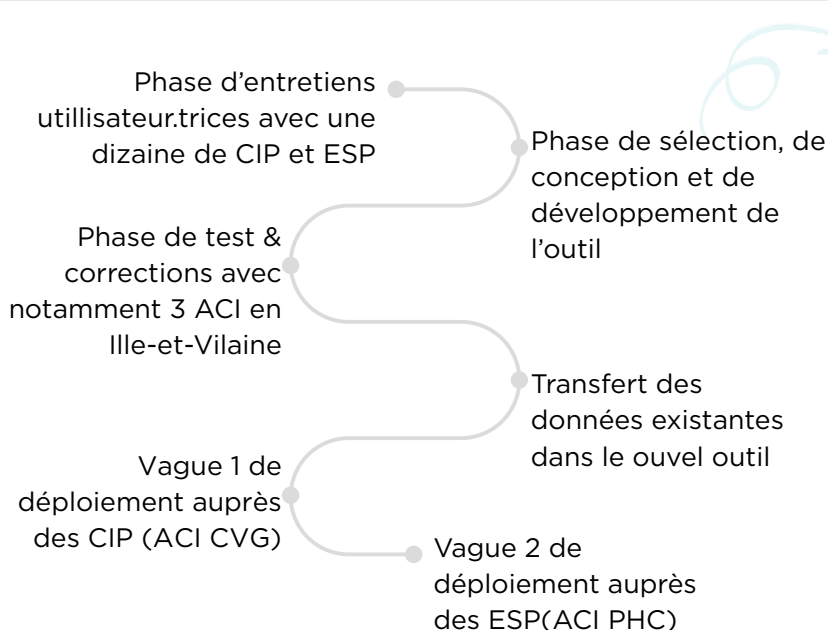 Phase d’entretiens
utillisateur.trices avec une
dizaine de CIP et ESP
Phase de sélection, de
conception et de
développement de
l’outil
Phase de test &
corrections avec
notamment 3 ACI en
Ille-et-Vilaine
Transfert des
données existantes
dans le ouvel outil
Vague 1 de
déploiement auprès
des CIP (ACI CVG)
Vague 2 de
déploiement auprès
des ESP(ACI PHC)